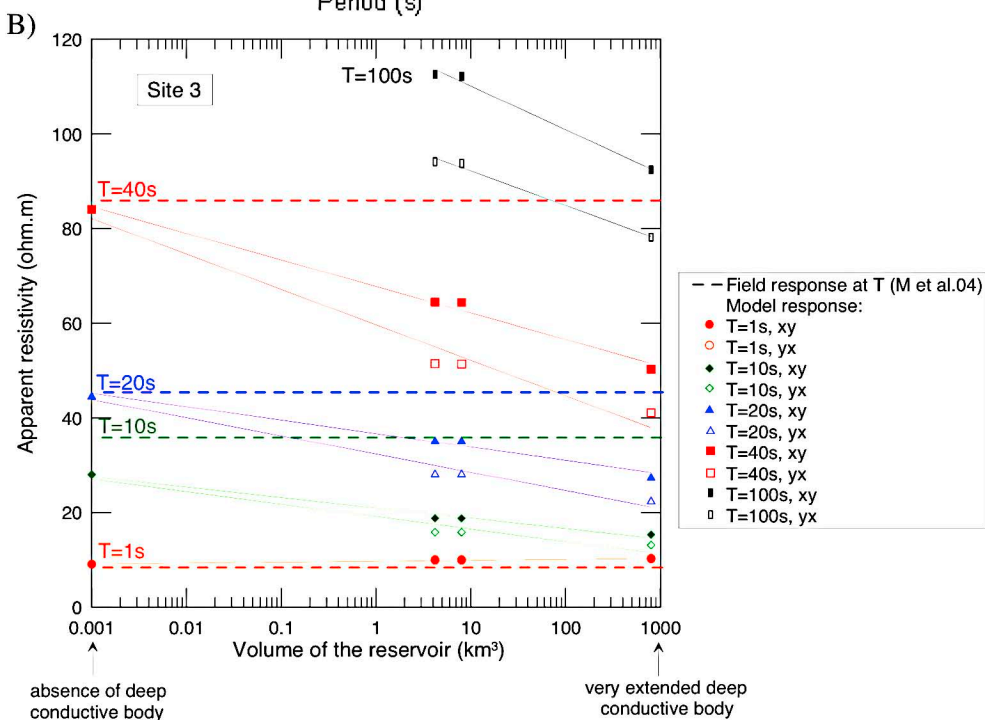 Period (s)
B)
120
100
80
60
40
20
0
Apparent resistivity (ohm.m)
Site 3
T=100s
T=40s
T=20s
T=10s
T=1s
0.001
0.01
0.1
1
10
100
1000
Volume of the reservoir (km³)
absence of deep
conductive body
very extended deep
conductive body
Field response at T (M et al.04)
Model response:
T=1s, xy
T=1s, yx
T=10s, xy
T=10s, yx
T=20s, xy
T=20s, yx
T=40s, xy
T=40s, yx
T=100s, xy
T=100s, yx